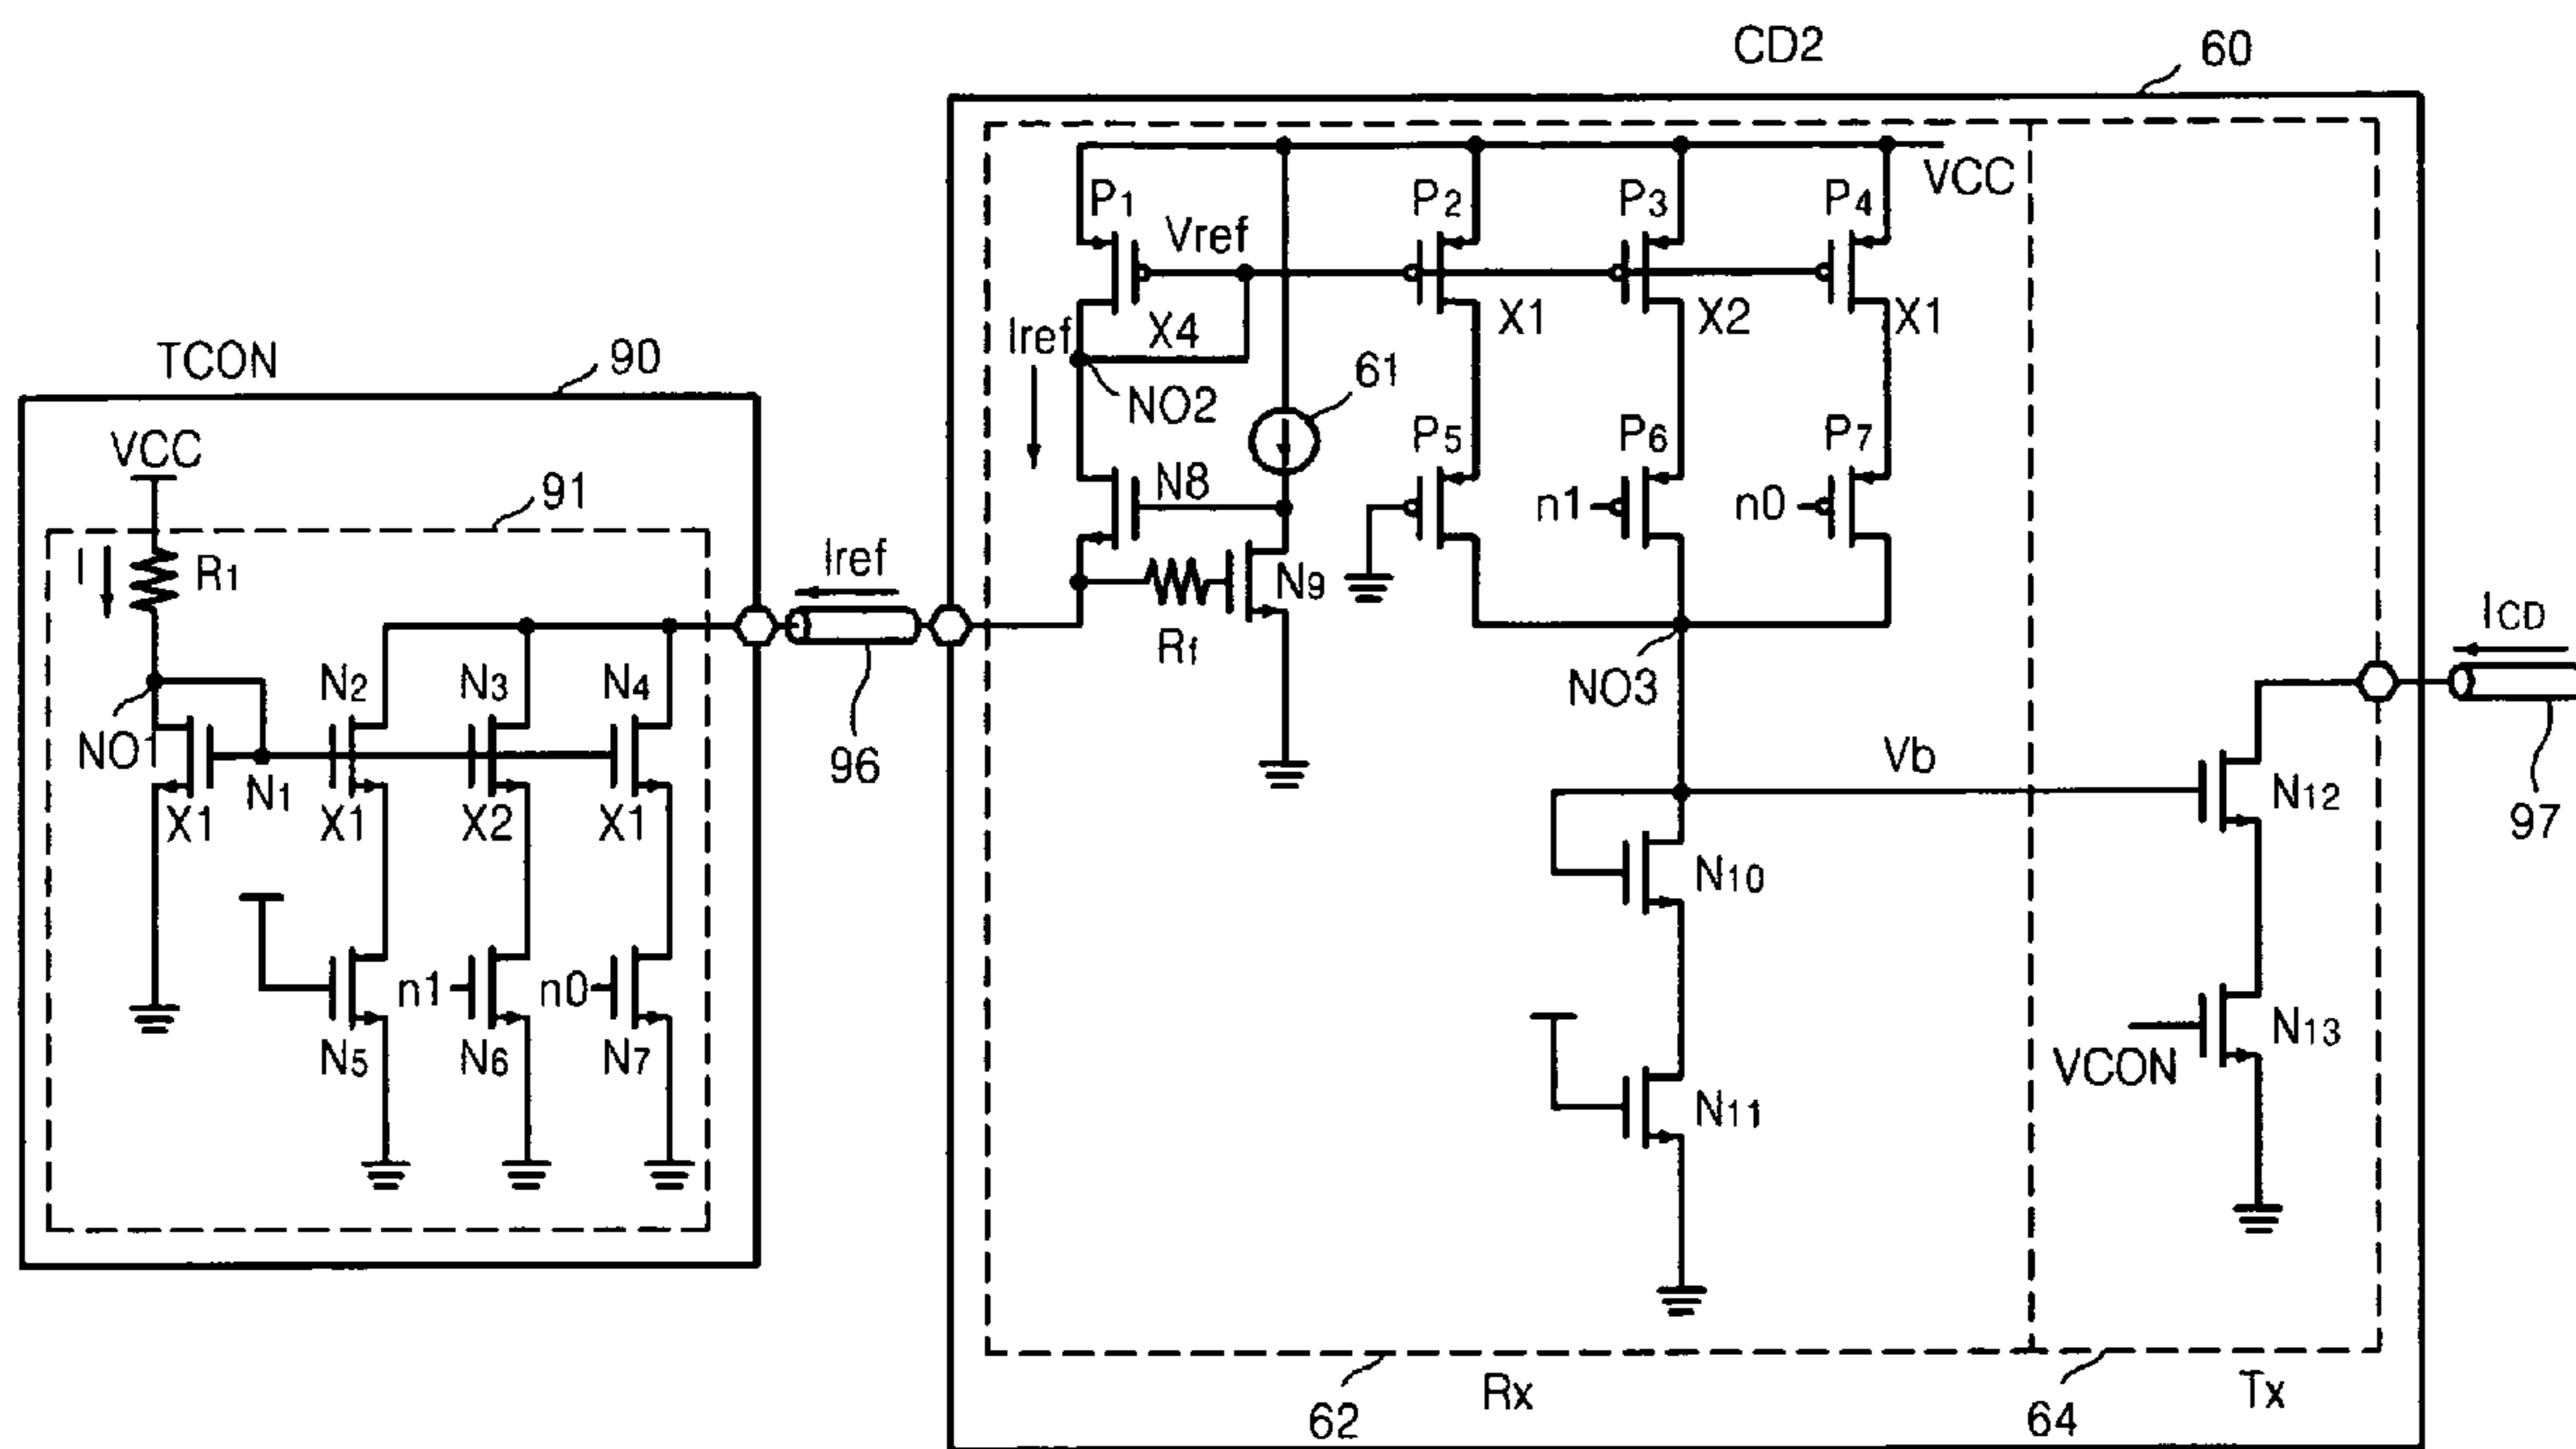 CD2
60
VCC
P1
Vref
P2
P3
P4
X4
X1
X2
X1
Iref
NO2
61
P5
P6
P7
N8
n1
n0
N9
Rf
NO3
TCON
90
VCC
91
I
R1
Iref
96
NO1
N1
N2
N3
N4
X1
X1
X2
X1
n1
n0
N5
N6
N7
Vb
N10
N11
N12
N13
VCON
ICD
97
62
Rx
64
Tx